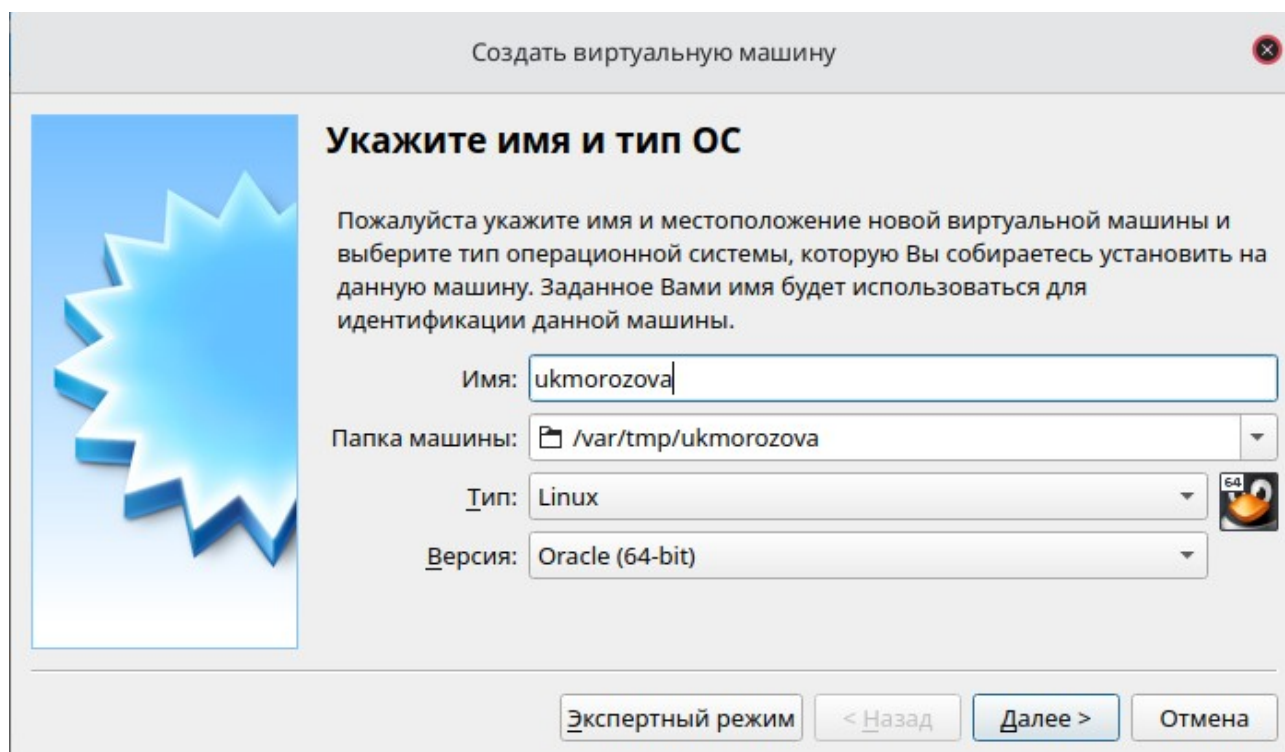 Создать виртуальную машину
Укажите имя и тип ОС
Пожалуйста укажите имя и местоположение новой виртуальной машины и
выберите тип операционной системы, которую Вы собираетесь установить на
данную машину. Заданное Вами имя будет использоваться для
идентификации данной машины.
Имя: ukmorozova
Папка машины: /var/tmp/ukmorozova
Тип: Linux
64
Версия: Oracle (64-bit)
Экспертный режим < Назад Далее > Отмена